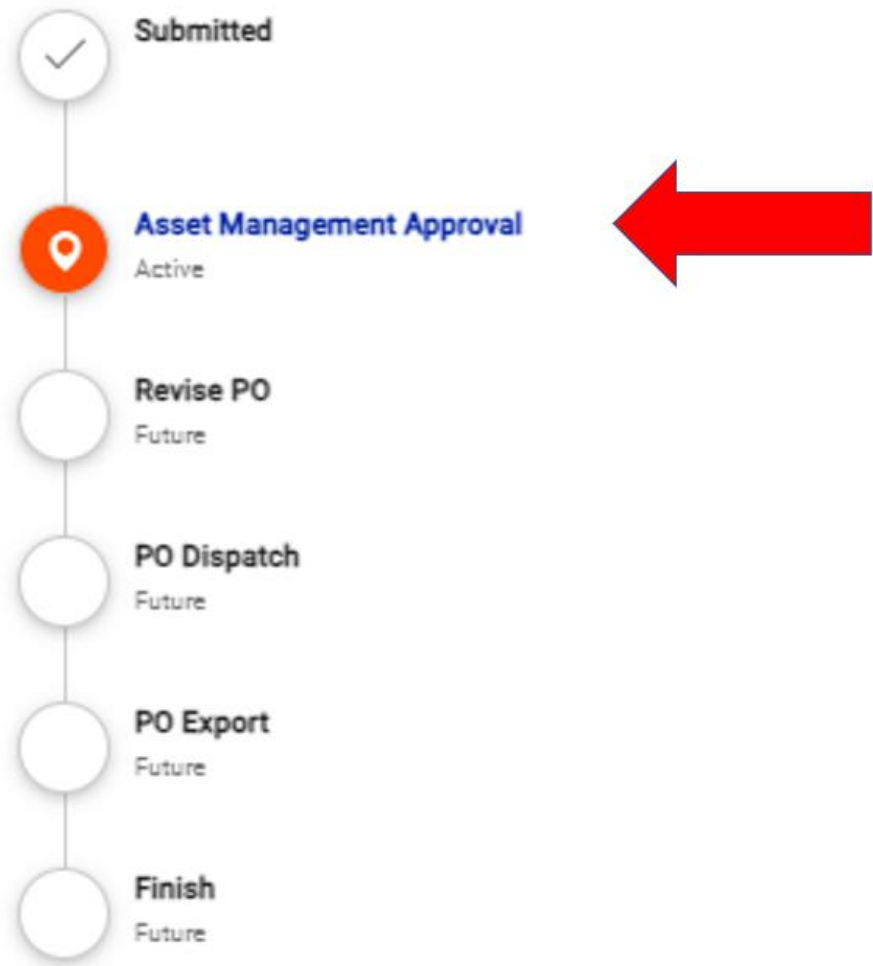 Submitted
Asset Management Approval
Active
Revise PO
Future
PO Dispatch
Future
PO Export
Future
Finish
Future